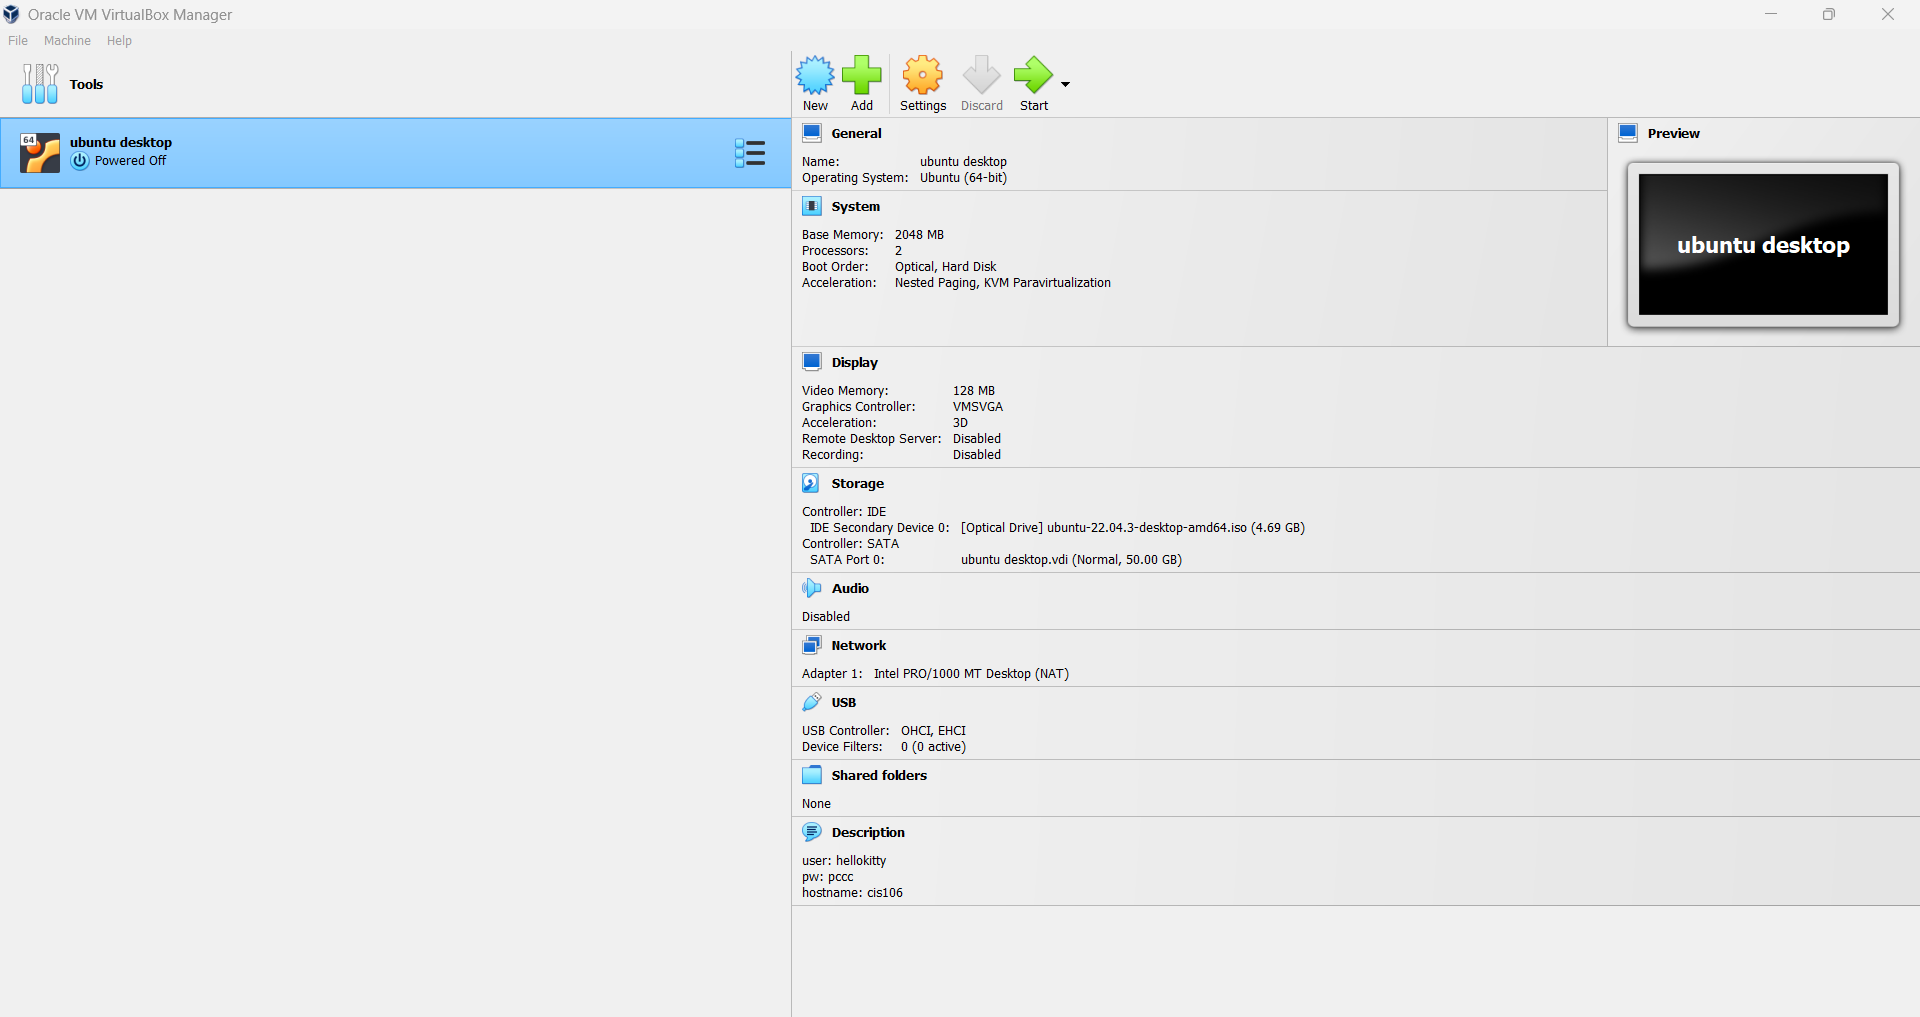 Oracle VM VirtualBox Manager
File Machine Help
Tools
New Add Settings Discard Start
64
ubuntu desktop
Powered Off
General
Name: ubuntu desktop
Operating System: Ubuntu (64-bit)
Preview
ubuntu desktop
System
Base Memory: 2048 MB
Processors: 2
Boot Order: Optical, Hard Disk
Acceleration: Nested Paging, KVM Paravirtualization
Display
Video Memory: 128 MB
Graphics Controller: VMSVGA
Acceleration: 3D
Remote Desktop Server: Disabled
Recording: Disabled
Storage
Controller: IDE
IDE Secondary Device 0: [Optical Drive] ubuntu-22.04.3-desktop-amd64.iso (4.69 GB)
Controller: SATA
SATA Port 0: ubuntu desktop.vdi (Normal, 50.00 GB)
Audio
Disabled
Network
Adapter 1: Intel PRO/1000 MT Desktop (NAT)
USB
USB Controller: OHCI, EHCI
Device Filters: 0 (0 active)
Shared folders
None
Description
user: hellokitty
pw: pccc
hostname: cis106